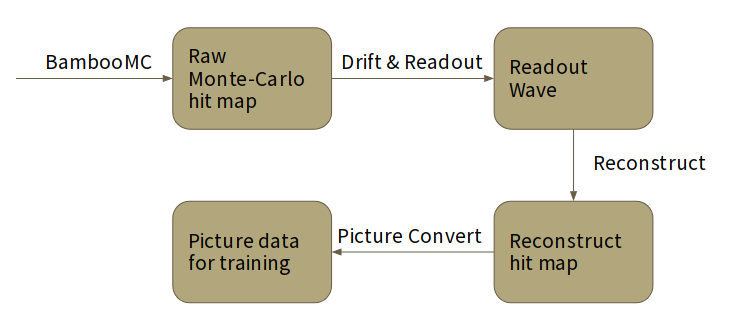 BambooMC
Raw
Monte-Carlo
hit map
Drift & Readout
Readout
Wave
Reconstruct
Reconstruct
hit map
Picture Convert
Picture data
for training